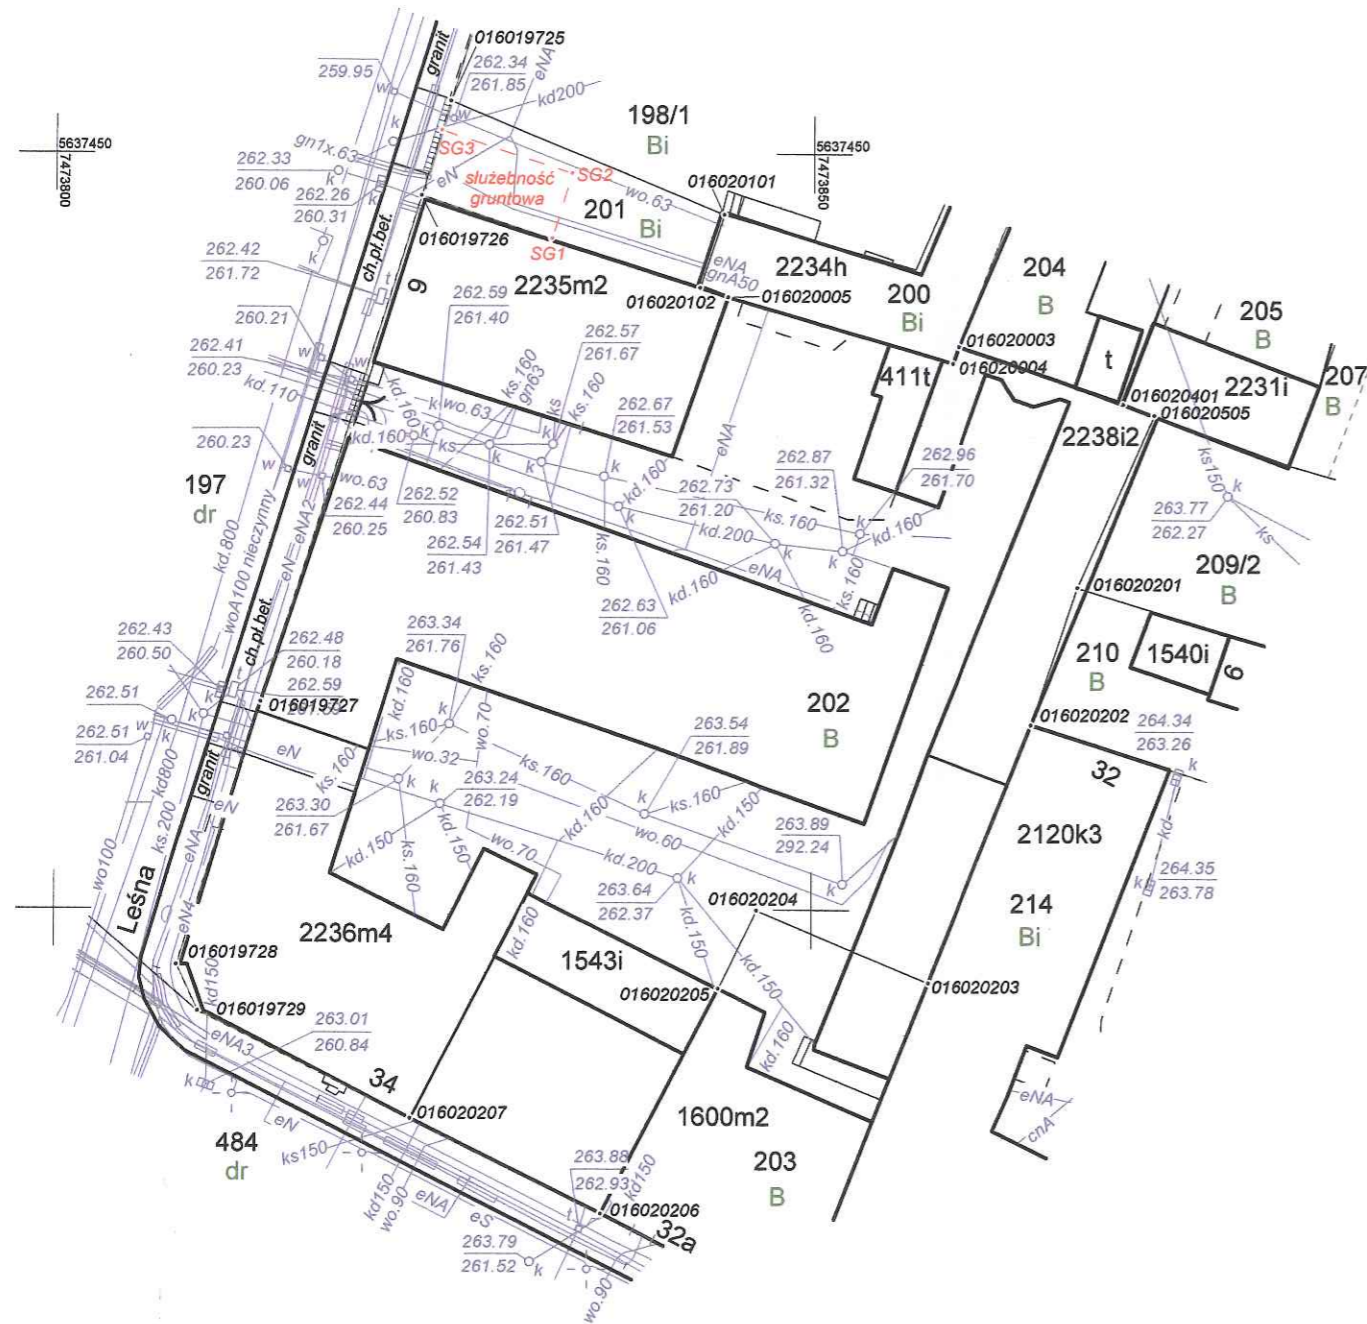 granit
016019725
262.34
261.85
eNA
kd200
259.95
w
w
k
198/1
Bi
5637450
7473800
5637450
7473850
gn1x.63
SG3
SG2
służebność
gruntowa
SG1
wo.63
016020101
262.33
260.06
k
262.26
260.31
k
eN
201
Bi
016019726
262.42
261.72
k
ch.pł.bet.
t
eNA
gnA50
2234h
200
Bi
204
B
205
B
207
B
9
2235m2
016020102
016020005
262.59
261.40
262.57
261.67
260.21
w
262.41
260.23
w
kd.110
016020003
016020004
411t
t
016020401
016020505
2231i
2238i2
kd.160
wo.63
ks.160
gn63
ks
ks.160
k
k
k
kd.160
ks
262.67
261.53
k
eNA
260.23
w
granit
w
wo.63
262.44
260.25
197
dr
262.52
260.83
262.54
261.43
262.51
261.47
k
kd.160
262.73
261.20
262.87
261.32
262.96
261.70
ks.160
kd.200
k
k
kd.160
k
ks150
k
263.77
262.27
ks
kd.800
woA100 nieczynny
eN
eNA2
ks.160
262.63
261.06
kd.160
eNA
kd.160
ks.160
209/2
B
016020201
ch.pł.bet.
262.43
260.50
262.48
260.18
t
262.59
k
016019727
263.34
261.76
ks.160
kd.160
k
ks.160
wo.70
wo.32
202
B
210
B
1540i
9
016020202
264.34
263.26
k
262.51
w
k
262.51
261.04
kd800
granit
eN
eN
ks.160
k
k
263.24
262.19
263.30
261.67
ks.160
263.54
261.89
k
ks.160
kd.150
kd.160
wo.60
263.89
292.24
k
32
2120k3
214
Bi
kd
264.35
263.78
k
wo100
ks.200
eNA
Leśna
eN4
kd.150
ks.160
kd.150
wo.70
kd.200
k
263.64
262.37
kd.150
016020204
016020203
016020205
kd.150
kd.160
2236m4
kd.160
1543i
016019728
kd150
016019729
eNA3
263.01
260.84
k
34
016020207
484
dr
eN
ks150
kd150
wo.90
eNA
eS
263.88
262.93
kd150
t
016020206
263.79
261.52
k
32a
wo.90
1600m2
203
B
eNA
cnA